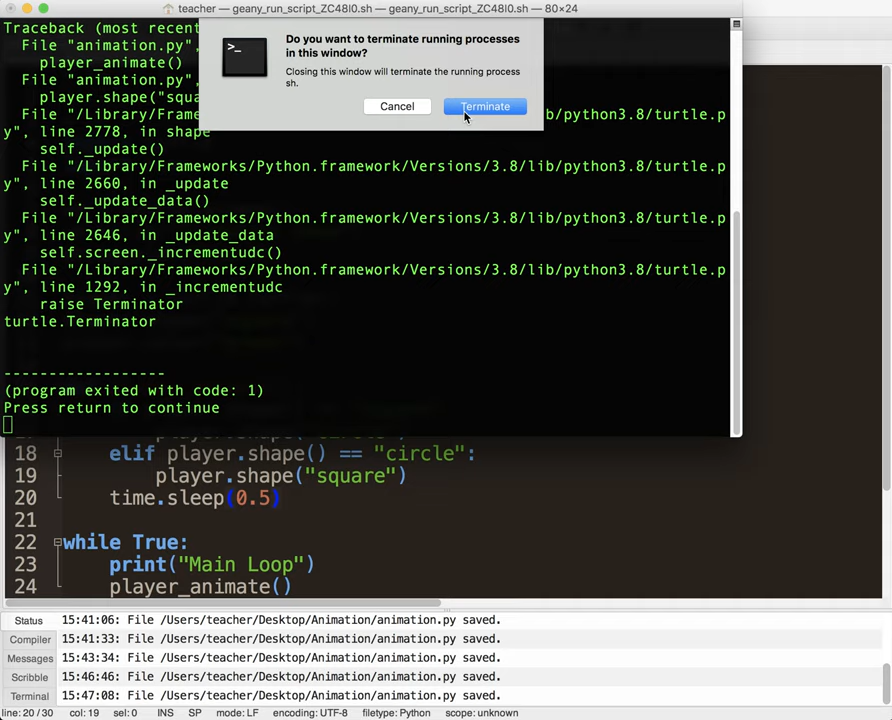 teacher — geany_run_script_ZC48I0.sh — geany_run_script_ZC48I0.sh — 80×24
Traceback (most recent
File "animation.py",
player_animate()
File "animation.py",
player.shape("squa
File "/Library/Frame
lib/python3.8/turtle.p
y", line 2778, in shape
self._update()
File "/Library/Frameworks/Python.framework/Versions/3.8/lib/python3.8/turtle.p
y", line 2660, in _update
self._update_data()
File "/Library/Frameworks/Python.framework/Versions/3.8/lib/python3.8/turtle.p
y", line 2646, in _update_data
self.screen._incrementudc()
File "/Library/Frameworks/Python.framework/Versions/3.8/lib/python3.8/turtle.p
y", line 1292, in _incrementudc
raise Terminator
turtle.Terminator
------------------
(program exited with code: 1)
Press return to continue
>_
Do you want to terminate running processes
in this window?
Closing this window will terminate the running process
sh.
Cancel
Terminate
18 elif player.shape() == "circle":
19 player.shape("square")
20 time.sleep(0.5)
21
22 while True:
23 print("Main Loop")
24 player_animate()
Status
Compiler
Messages
Scribble
Terminal
15:41:06: File /Users/teacher/Desktop/Animation/animation.py saved.
15:41:33: File /Users/teacher/Desktop/Animation/animation.py saved.
15:43:34: File /Users/teacher/Desktop/Animation/animation.py saved.
15:46:46: File /Users/teacher/Desktop/Animation/animation.py saved.
15:47:08: File /Users/teacher/Desktop/Animation/animation.py saved.
line: 20 / 30 col: 19 sel: 0 INS SP mode: LF encoding: UTF-8 filetype: Python scope: unknown